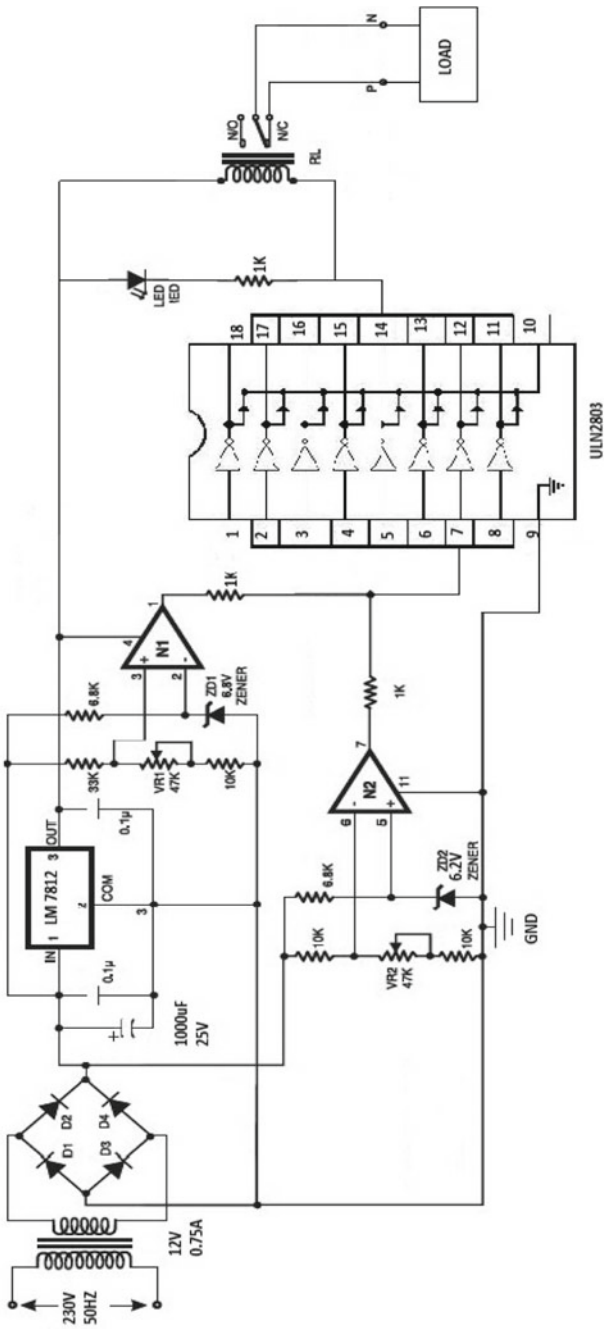 230V
50HZ
12V
0.75A
D1
D2
D3
D4
1000uF
25V
+
0.1µ
IN
1
LM 7812
3
OUT
2
COM
3
0.1µ
33K
VR1
47K
10K
6.8K
ZD1
6.8V
ZENER
3
+
2
-
N1
4
1
1K
10K
VR2
47K
10K
6.8K
ZD2
6.2V
ZENER
GND
6
-
5
+
N2
7
11
1K
1
2
3
4
5
6
7
8
9
18
17
16
15
14
13
12
11
10
ULN2803
LED
1K
RL
N/O
N/C
P
N
LOAD